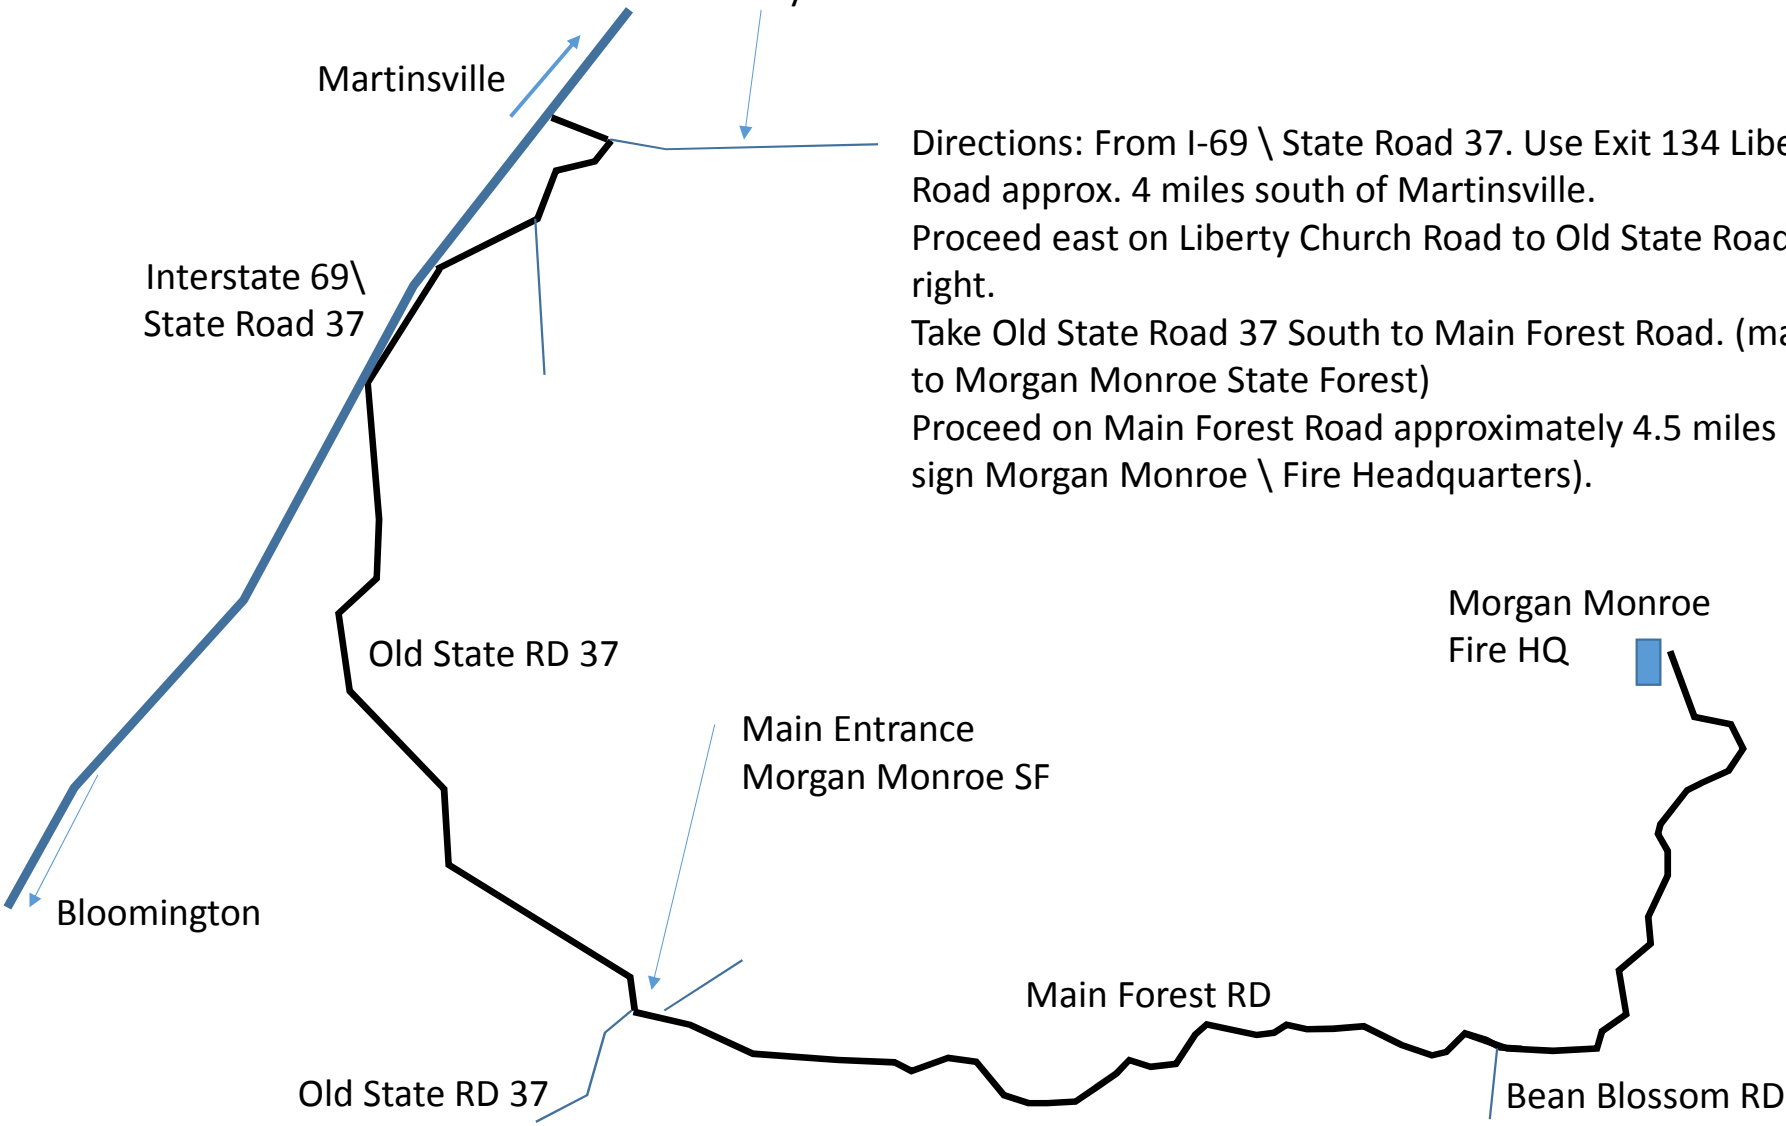 Martinsville
Directions: From I-69 \ State Road 37. Use Exit 134
Road approx. 4 miles south of Martinsville.
Proceed east on Liberty Church Road to Old State Road
right.
Take Old State Road 37 South to Main Forest Road.
to Morgan Monroe State Forest)
Proceed on Main Forest Road approximately 4.5 miles
sign Morgan Monroe \ Fire Headquarters).
Interstate 69\
State Road 37
Morgan Monroe
Fire HQ
Old State RD 37
Main Entrance
Morgan Monroe SF
Bloomington
Main Forest RD
Old State RD 37
Bean Blossom RD